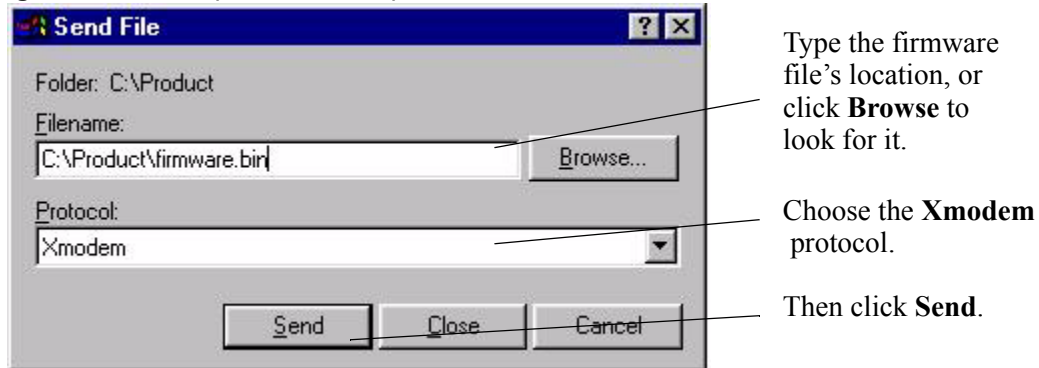 Send File
? X
Folder: C:\Product
Filename:
C:\Product\firmware.bin
Browse...
Protocol:
Xmodem
Send
Close
Cancel
Type the firmware
file’s location, or
click Browse to
look for it.
Choose the Xmodem
protocol.
Then click Send.